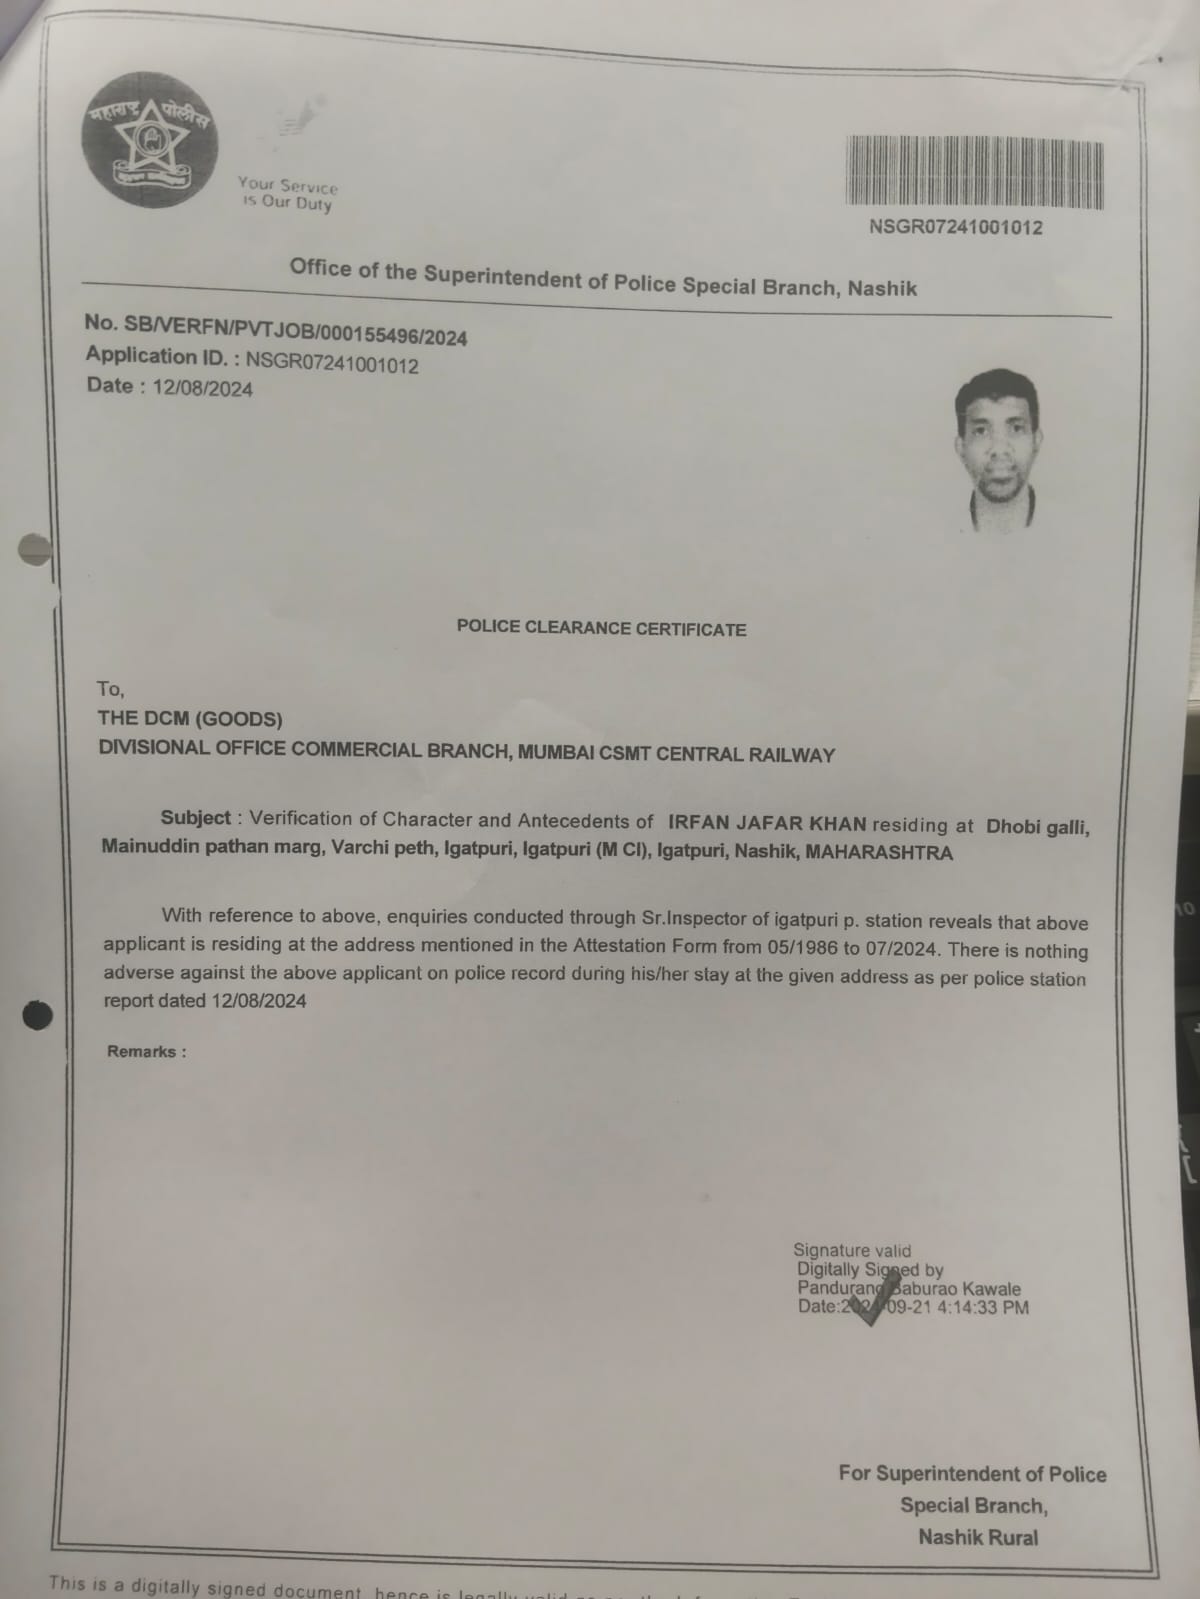 महाराष्ट्र पोलीस
Your Service
is Our Duty
NSGR07241001012
Office of the Superintendent of Police Special Branch, Nashik
No. SB/VERFN/PVTJOB/000155496/2024
Application ID. : NSGR07241001012
Date : 12/08/2024
POLICE CLEARANCE CERTIFICATE
To,
THE DCM (GOODS)
DIVISIONAL OFFICE COMMERCIAL BRANCH, MUMBAI CSMT CENTRAL RAILWAY
Subject : Verification of Character and Antecedents of IRFAN JAFAR KHAN residing at Dhobi galli,
Mainuddin pathan marg, Varchi peth, Igatpuri, Igatpuri (M Cl), Igatpuri, Nashik, MAHARASHTRA
With reference to above, enquiries conducted through Sr.Inspector of igatpuri p. station reveals that above
applicant is residing at the address mentioned in the Attestation Form from 05/1986 to 07/2024. There is nothing
adverse against the above applicant on police record during his/her stay at the given address as per police station
report dated 12/08/2024
Remarks :
Signature valid
Digitally Signed by
Pandurang Baburao Kawale
Date:2024-09-21 4:14:33 PM
For Superintendent of Police
Special Branch,
Nashik Rural
This is a digitally signed document, hence is legally valid